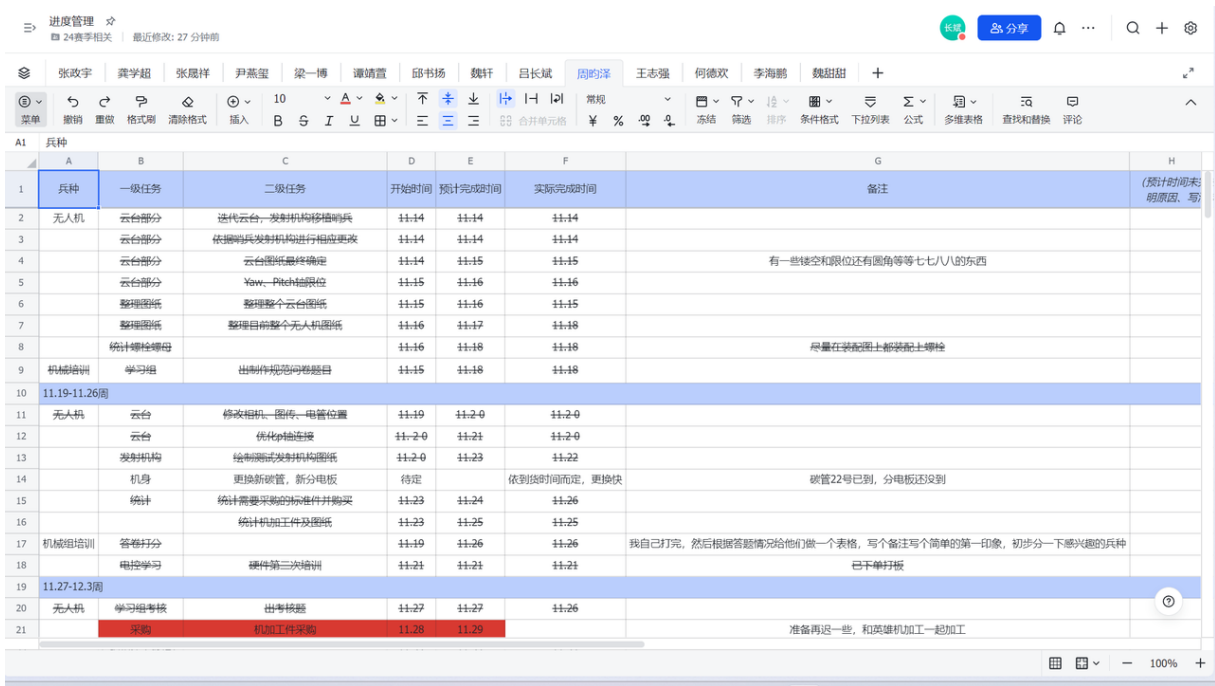 进度管理
24赛季相关 最近修改: 27 分钟前
长斌 分享
张政宇 龚学超 张晟祥 尹燕玺 梁一博 谭靖萱 邱书扬 魏轩 吕长斌 周昀泽 王志强 何德欢 李海鹏 魏甜甜
10 常规
菜单 撤销 重做 格式刷 清除格式 插入 B S I U A 合并单元格 ¥ % .00 .0 冻结 筛选 排序 条件格式 下拉列表 公式 多维表格 查找和替换 评论
A1 兵种
A B C D E F G H
1 兵种 一级任务 二级任务 开始时间 预计完成时间 实际完成时间 备注 (预计时间未
明原因、写
2 无人机 云台部分 迭代云台,发射机构移植哨兵 11.14 11.14 11.14
3 云台部分 依据哨兵发射机构进行相应更改 11.14 11.14 11.14
4 云台部分 云台图纸最终确定 11.14 11.15 11.15 有一些镂空和限位还有圆角等等七七八八的东西
5 云台部分 Yaw、Pitch轴限位 11.15 11.16 11.16
6 整理图纸 整理整个云台图纸 11.15 11.16 11.15
7 整理图纸 整理目前整个无人机图纸 11.16 11.17 11.18
8 统计螺栓螺母 11.16 11.18 11.18 尽量在装配图上都装配上螺栓
9 机械培训 学习组 出制作规范问卷题目 11.15 11.18 11.18
10 11.19-11.26周
11 无人机 云台 修改相机、图传、电管位置 11.19 11.2 0 11.2 0
12 云台 优化p轴连接 11. 2 0 11.21 11.2 0
13 发射机构 绘制测试发射机构图纸 11.2 0 11.23 11.22
14 机身 更换新碳管,新分电板 待定 依到货时间而定,更换快 碳管22号已到,分电板还没到
15 统计 统计需要采购的标准件并购买 11.23 11.24 11.26
16 统计机加工件及图纸 11.23 11.25 11.25
17 机械组培训 答卷打分 11.19 11.26 11.26 我自己打完,然后根据答题情况给他们做一个表格,写个备注写个简单的第一印象,初步分一下感兴趣的兵种
18 电控学习 硬件第三次培训 11.21 11.21 11.21 已下单打板
19 11.27-12.3周
20 无人机 学习组考核 出考核题 11.27 11.27 11.26
21 采购 机加工件采购 11.28 11.29 准备再迟一些,和英雄机加工一起加工
100%